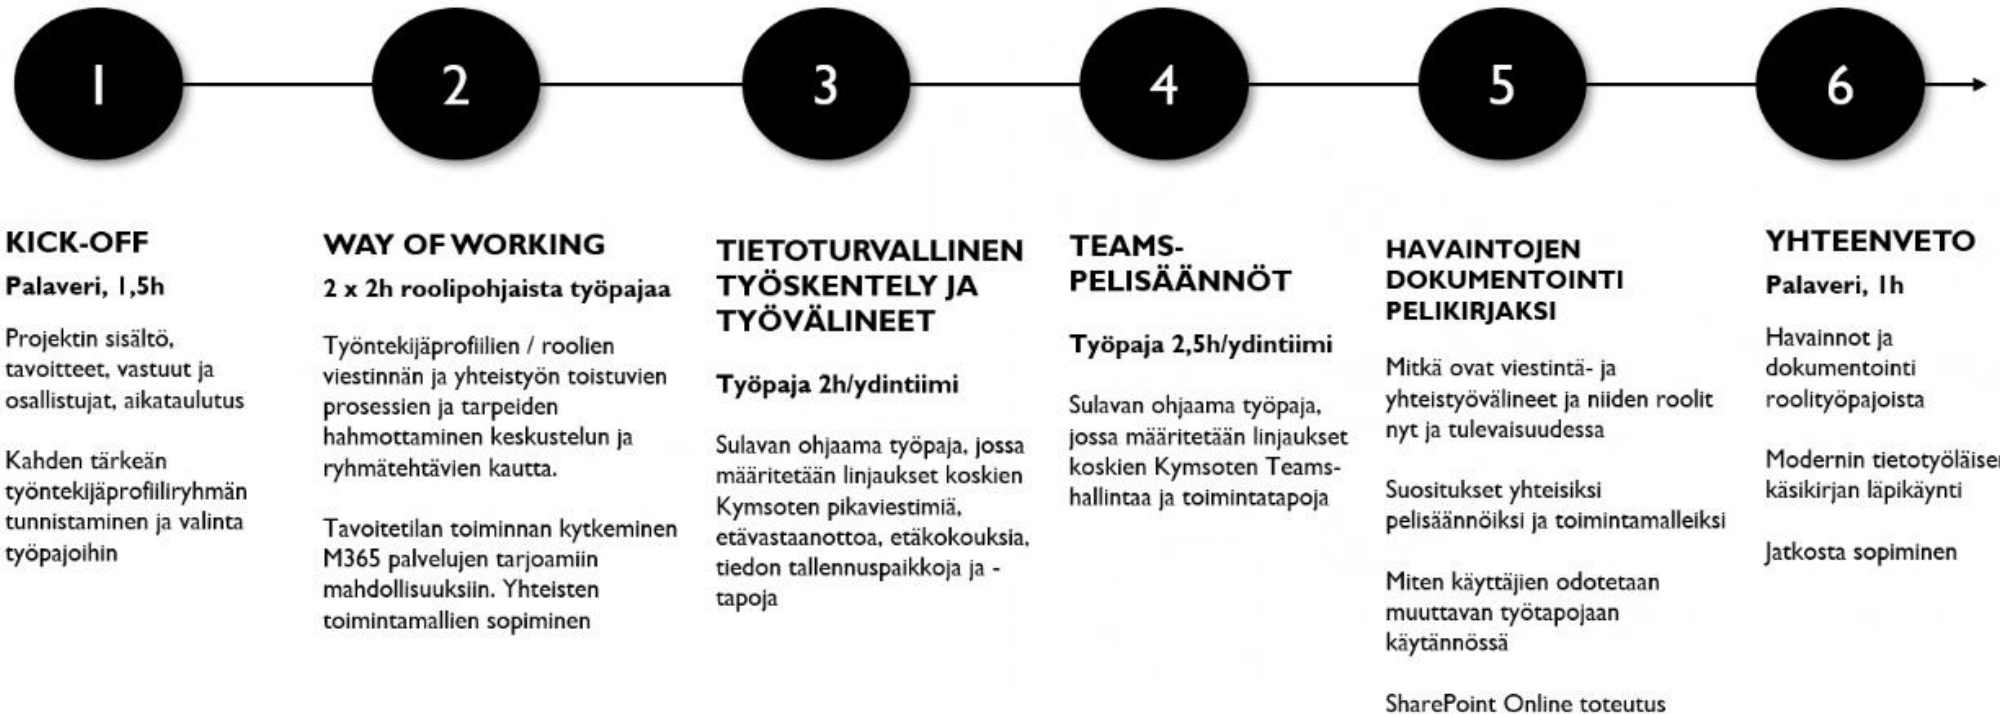 1
2
3
4
5
6
KICK-OFF
Palaveri, 1,5h
Projektin sisältö,
tavoitteet, vastuut ja
osallistujat, aikataulutus
Kahden tärkeän
työntekijäprofiiliryhmän
tunnistaminen ja valinta
työpajoihin
WAY OF WORKING
2 x 2h roolipohjaista työpajaa
Työntekijäprofiilien / roolien
viestinnän ja yhteistyön toistuvien
prosessien ja tarpeiden
hahmottaminen keskustelun ja
ryhmätehtävien kautta.
Tavoitetilan toiminnan kytkeminen
M365 palvelujen tarjoamiin
mahdollisuuksiin. Yhteisten
toimintamallien sopiminen
TIETOTURVALLINEN
TYÖSKENTELY JA
TYÖVÄLINEET
Työpaja 2h/ydintiimi
Sulavan ohjaama työpaja, jossa
määritetään linjaukset koskien
Kymsoten pikaviestimiä,
etävastaanottoa, etäkokouksia,
tiedon tallennuspaikkoja ja -
tapoja
TEAMS-
PELISÄÄNNÖT
Työpaja 2,5h/ydintiimi
Sulavan ohjaama työpaja,
jossa määritetään linjaukset
koskien Kymsoten Teams-
hallintaa ja toimintatapoja
HAVAINTOJEN
DOKUMENTOINTI
PELIKIRJAKSI
Mitkä ovat viestintä- ja
yhteistyövälineet ja niiden roolit
nyt ja tulevaisuudessa
Suositukset yhteisiksi
pelisäännöiksi ja toimintamalleiksi
Miten käyttäjien odotetaan
muuttavan työtapojaan
käytännössä
SharePoint Online toteutus
YHTEENVETO
Palaveri, 1h
Havainnot ja
dokumentointi
roolityöpajoista
Modernin tietotyöläisen
käsikirjan läpikäynti
Jatkosta sopiminen